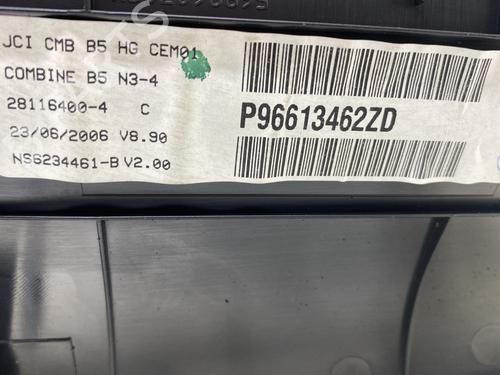 JCI CMB B5 HG CEM01
COMBINE B5 N3-4
28116400-4 C
23/06/2006 V8.90
NS6234461-B V2.00
P96613462ZD